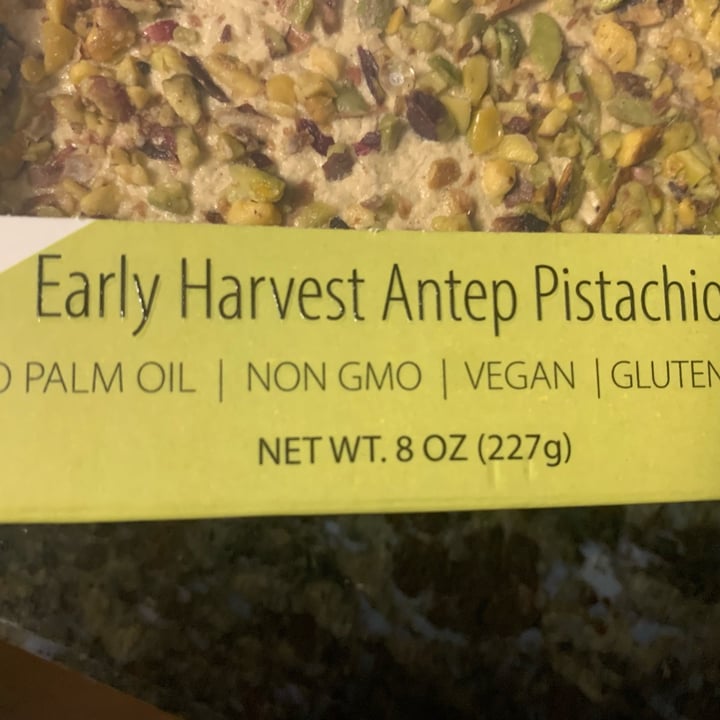 Early Harvest Antep Pistachio
O PALM OIL | NON GMO | VEGAN | GLUTEN
NET WT. 8 OZ (227g)